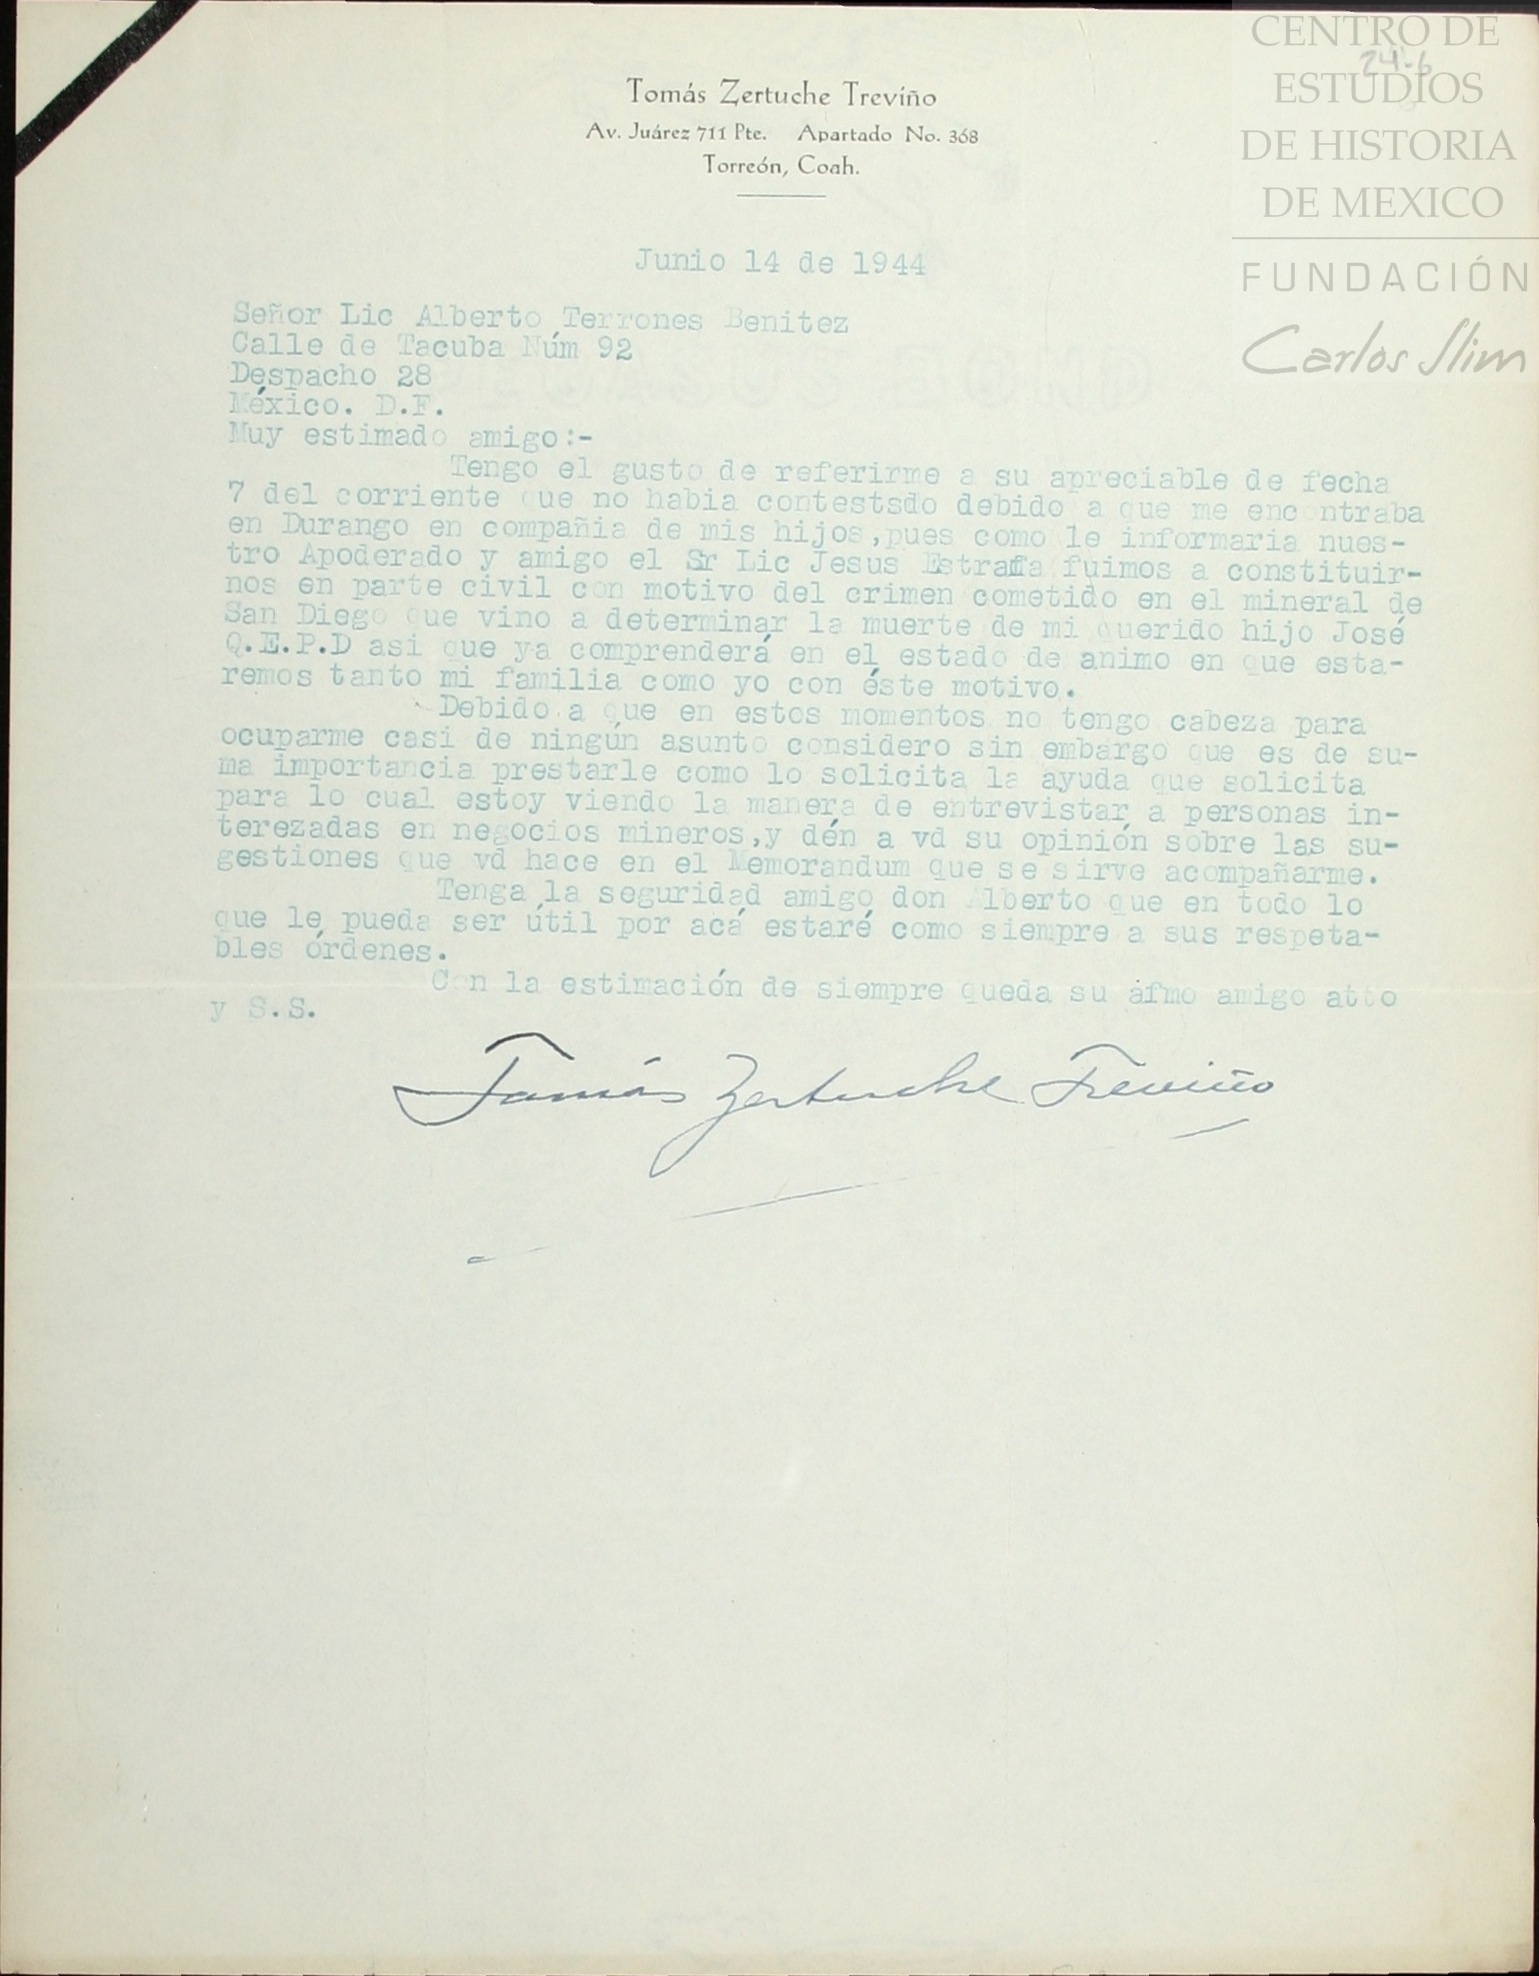 CENTRO DE
ESTUDIOS
DE HISTORIA
DE MEXICO
FUNDACIÓN
Carlos Slim
24-6
Tomás Zertuche Treviño
Av. Juárez 711 Pte. Apartado No. 368
Torreón, Coah.
Junio 14 de 1944
Señor Lic Alberto Terrones Benitez
Calle de Tacuba Núm 92
Despacho 28
México. D.F.
Muy estimado amigo:-
Tengo el gusto de referirme a su apreciable de fecha
7 del corriente que no habia contestsdo debido a que me encontraba
en Durango en compañia de mis hijos,pues como le informaria nues-
tro Apoderado y amigo el Sr Lic Jesus Estrada fuimos a constituir-
nos en parte civil con motivo del crimen cometido en el mineral de
San Diego que vino a determinar la muerte de mi querido hijo José
Q.E.P.D asi que ya comprenderá en el estado de animo en que esta-
remos tanto mi familia como yo con éste motivo.
Debido a que en estos momentos no tengo cabeza para
ocuparme casi de ningún asunto considero sin embargo que es de su-
ma importancia prestarle como lo solicita la ayuda que solicita
para lo cual estoy viendo la manera de entrevistar a personas in-
terezadas en negocios mineros,y dén a vd su opinión sobre las su-
gestiones que vd hace en el Memorandum que se sirve acompañarme.
Tenga la seguridad amigo don Alberto que en todo lo
que le pueda ser útil por acá estaré como siempre a sus respeta-
bles órdenes.
Con la estimación de siempre queda su afmo amigo atto
y S.S.
Tomás Zertuche Treviño